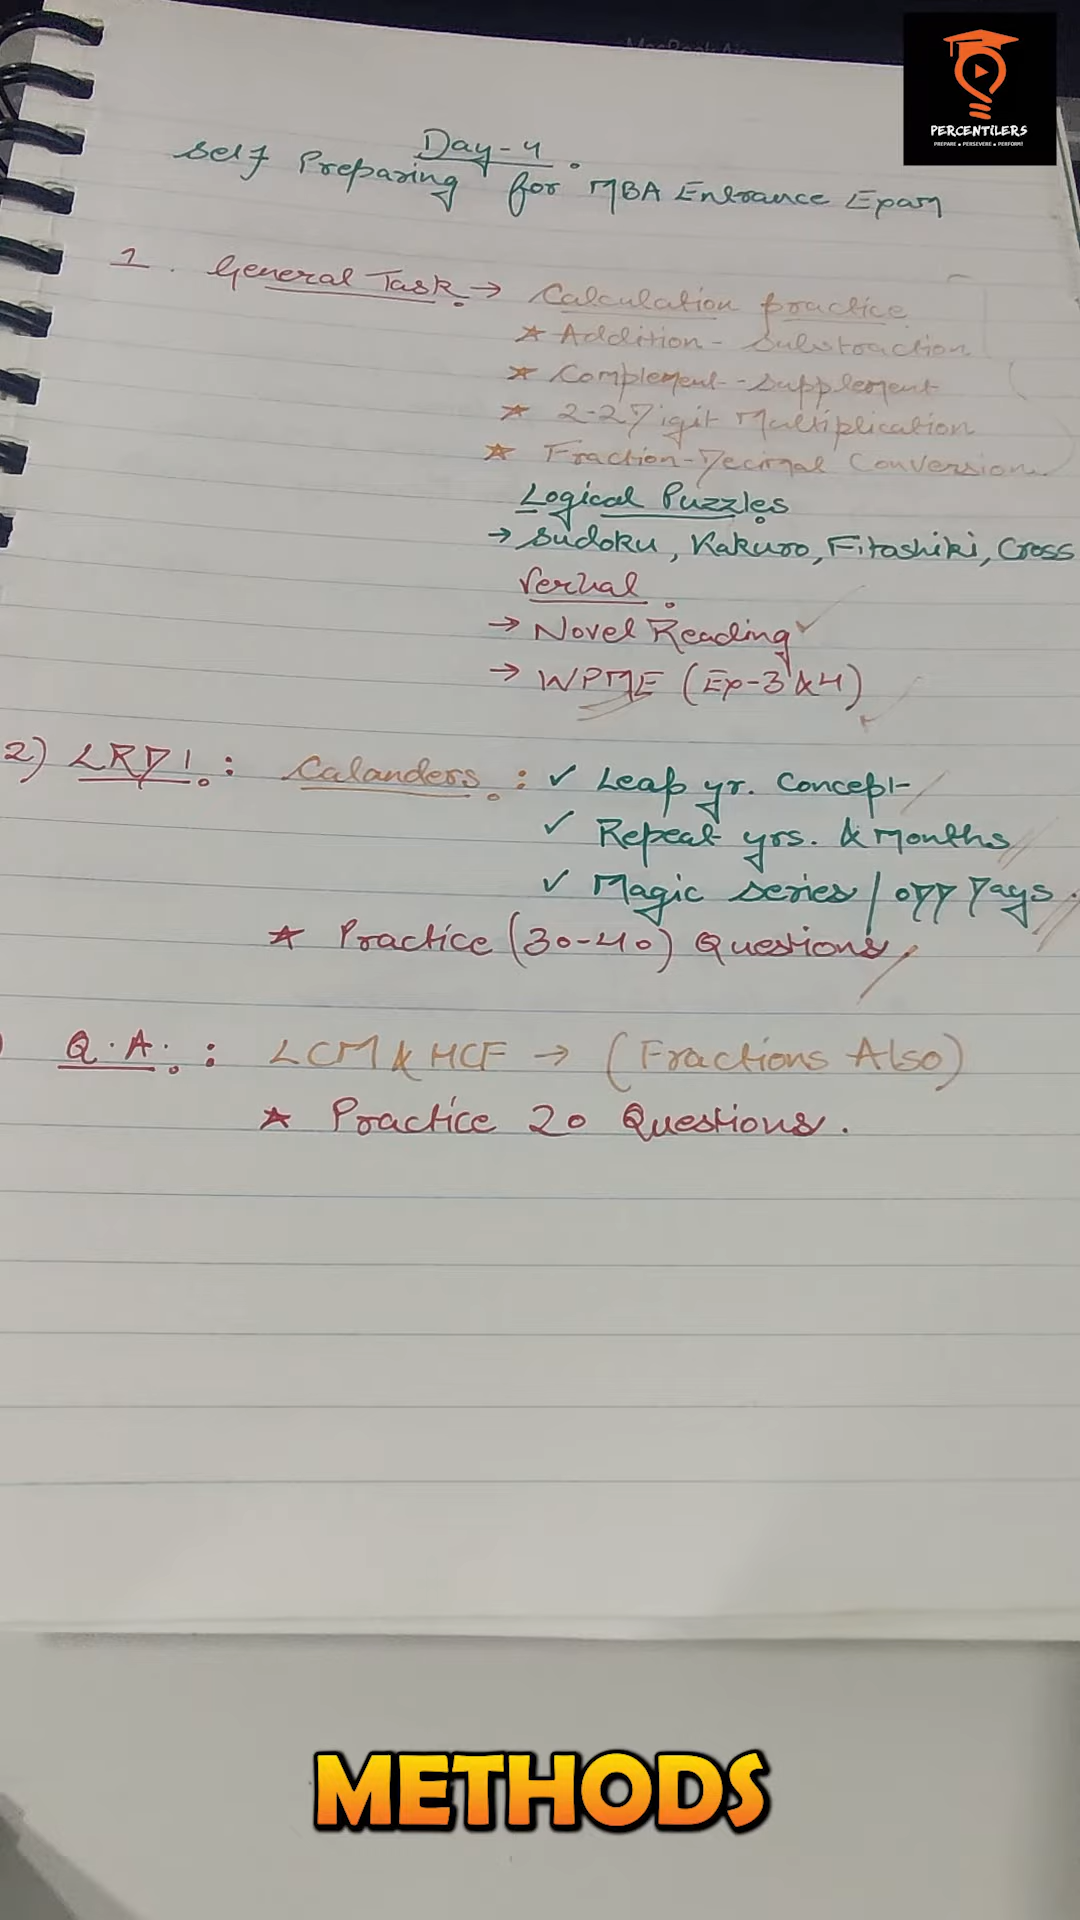 PERCENTILERS
PREPARE • PERSEVERE • PERFORM!
Day-4
Self Preparing for MBA Entrance Exam
1. General Task → Calculation practice
★ Addition - Substraction
★ Complement - Supplement
★ 2-2 Digit Multiplication
★ Fraction-Decimal Conversion
Logical Puzzles
→ Sudoku, Kakuro, Fitoshiki, Cross
Verbal
→ Novel Reading
→ WPME (Ex-3 & 4)
2) LRDI : Calanders : ✓ Leap yr. Concept
✓ Repeat yrs. & Months
✓ Magic series / odd Days.
★ Practice (30-40) Questions
Q.A. : LCM & HCF → (Fractions Also)
★ Practice 20 Questions.
METHODS